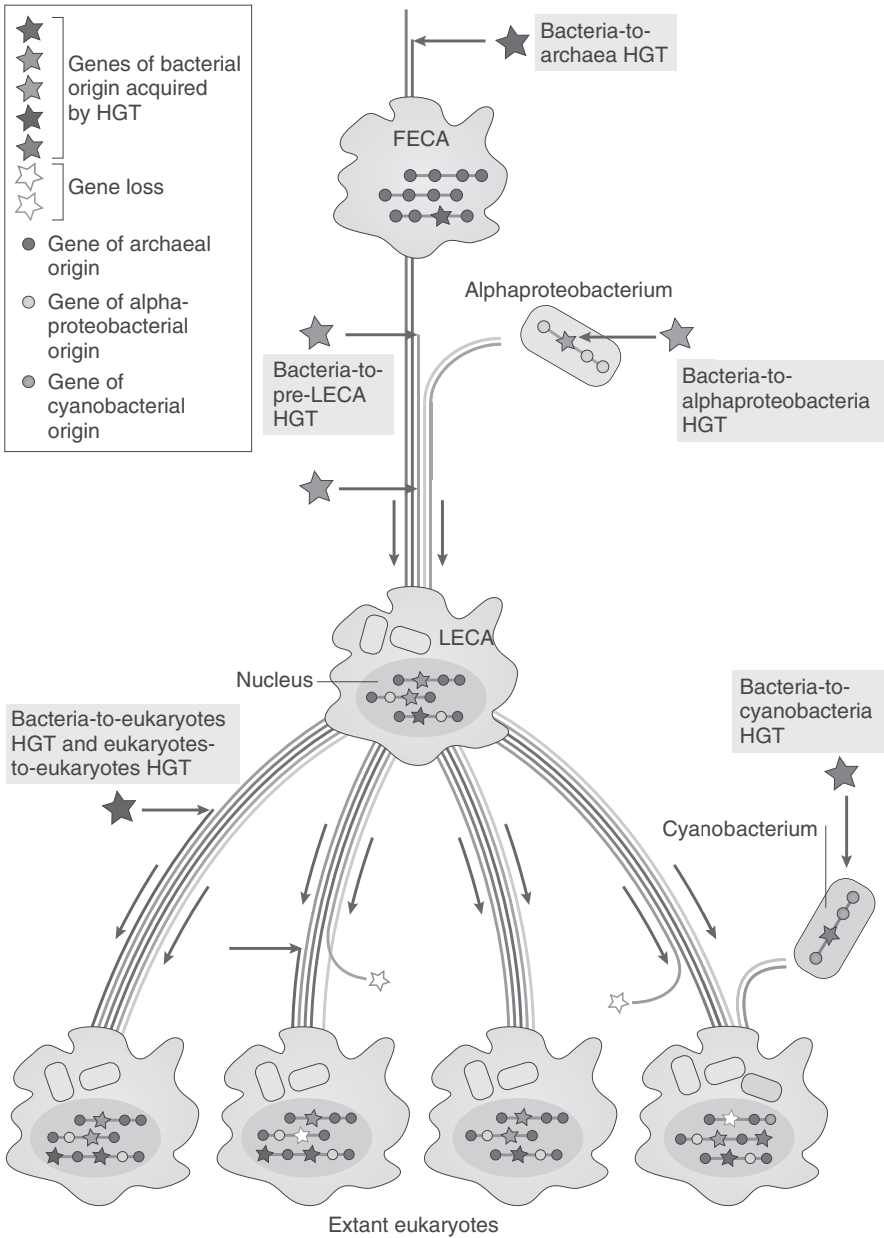 Genes of bacterial
origin acquired
by HGT
Gene loss
Gene of archaeal
origin
Gene of alpha-
proteobacterial
origin
Gene of
cyanobacterial
origin
Bacteria-to-
archaea HGT
FECA
Alphaproteobacterium
Bacteria-to-
pre-LECA
HGT
Bacteria-to-
alphaproteobacteria
HGT
LECA
Nucleus
Bacteria-to-eukaryotes
HGT and eukaryotes-
to-eukaryotes HGT
Bacteria-to-
cyanobacteria
HGT
Cyanobacterium
Extant eukaryotes